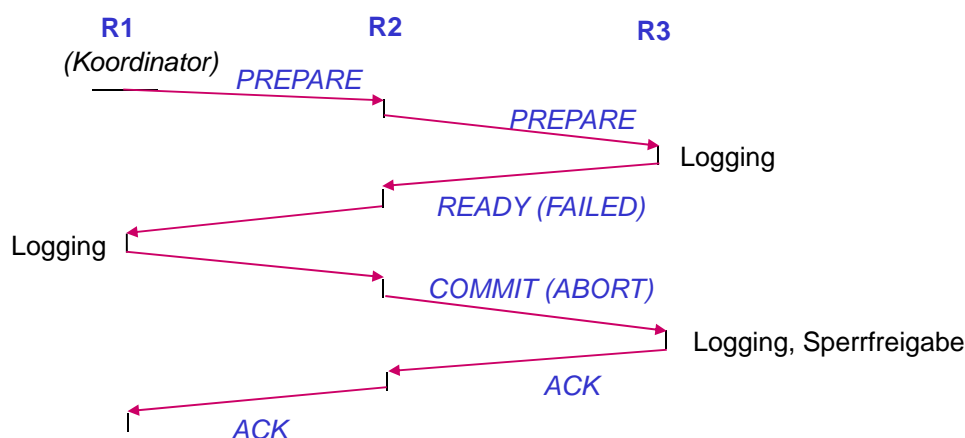 R1
R2
R3
(Koordinator)
PREPARE
PREPARE
Logging
READY (FAILED)
Logging
COMMIT (ABORT)
Logging, Sperrfreigabe
ACK
ACK